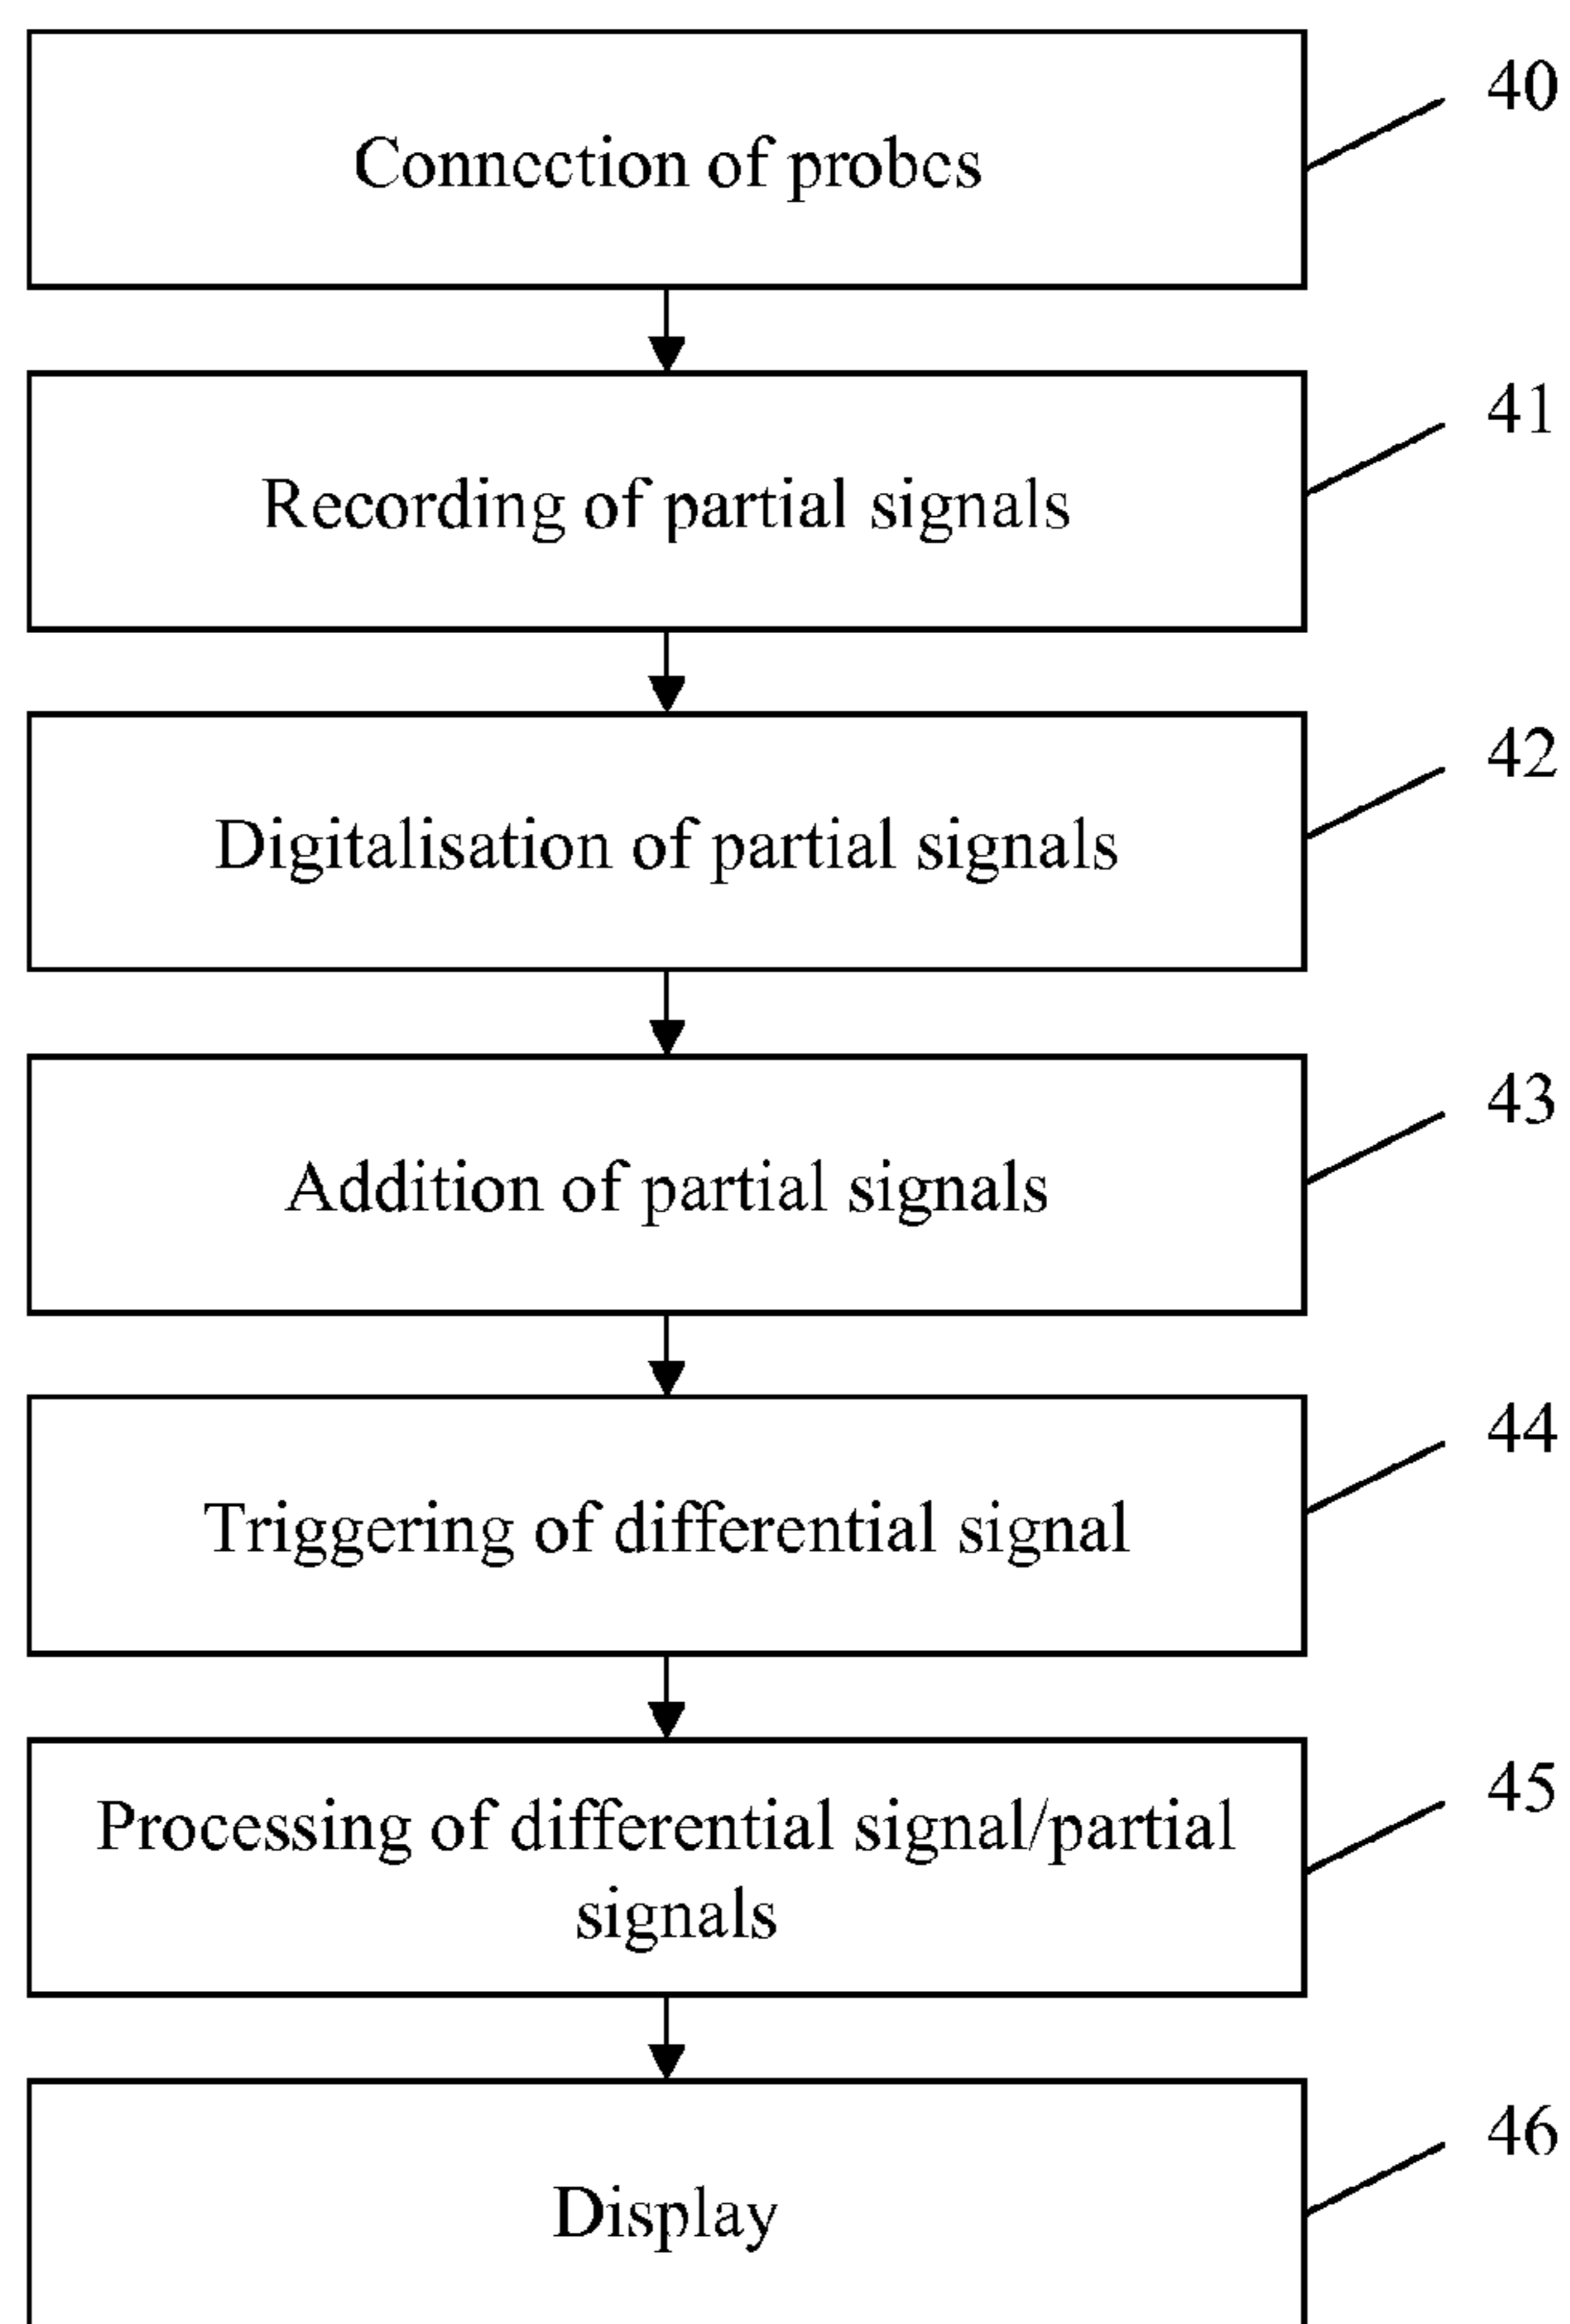 Connection of probes
40
Recording of partial signals
41
Digitalisation of partial signals
42
Addition of partial signals
43
Triggering of differential signal
44
Processing of differential signal/partial
signals
45
Display
46